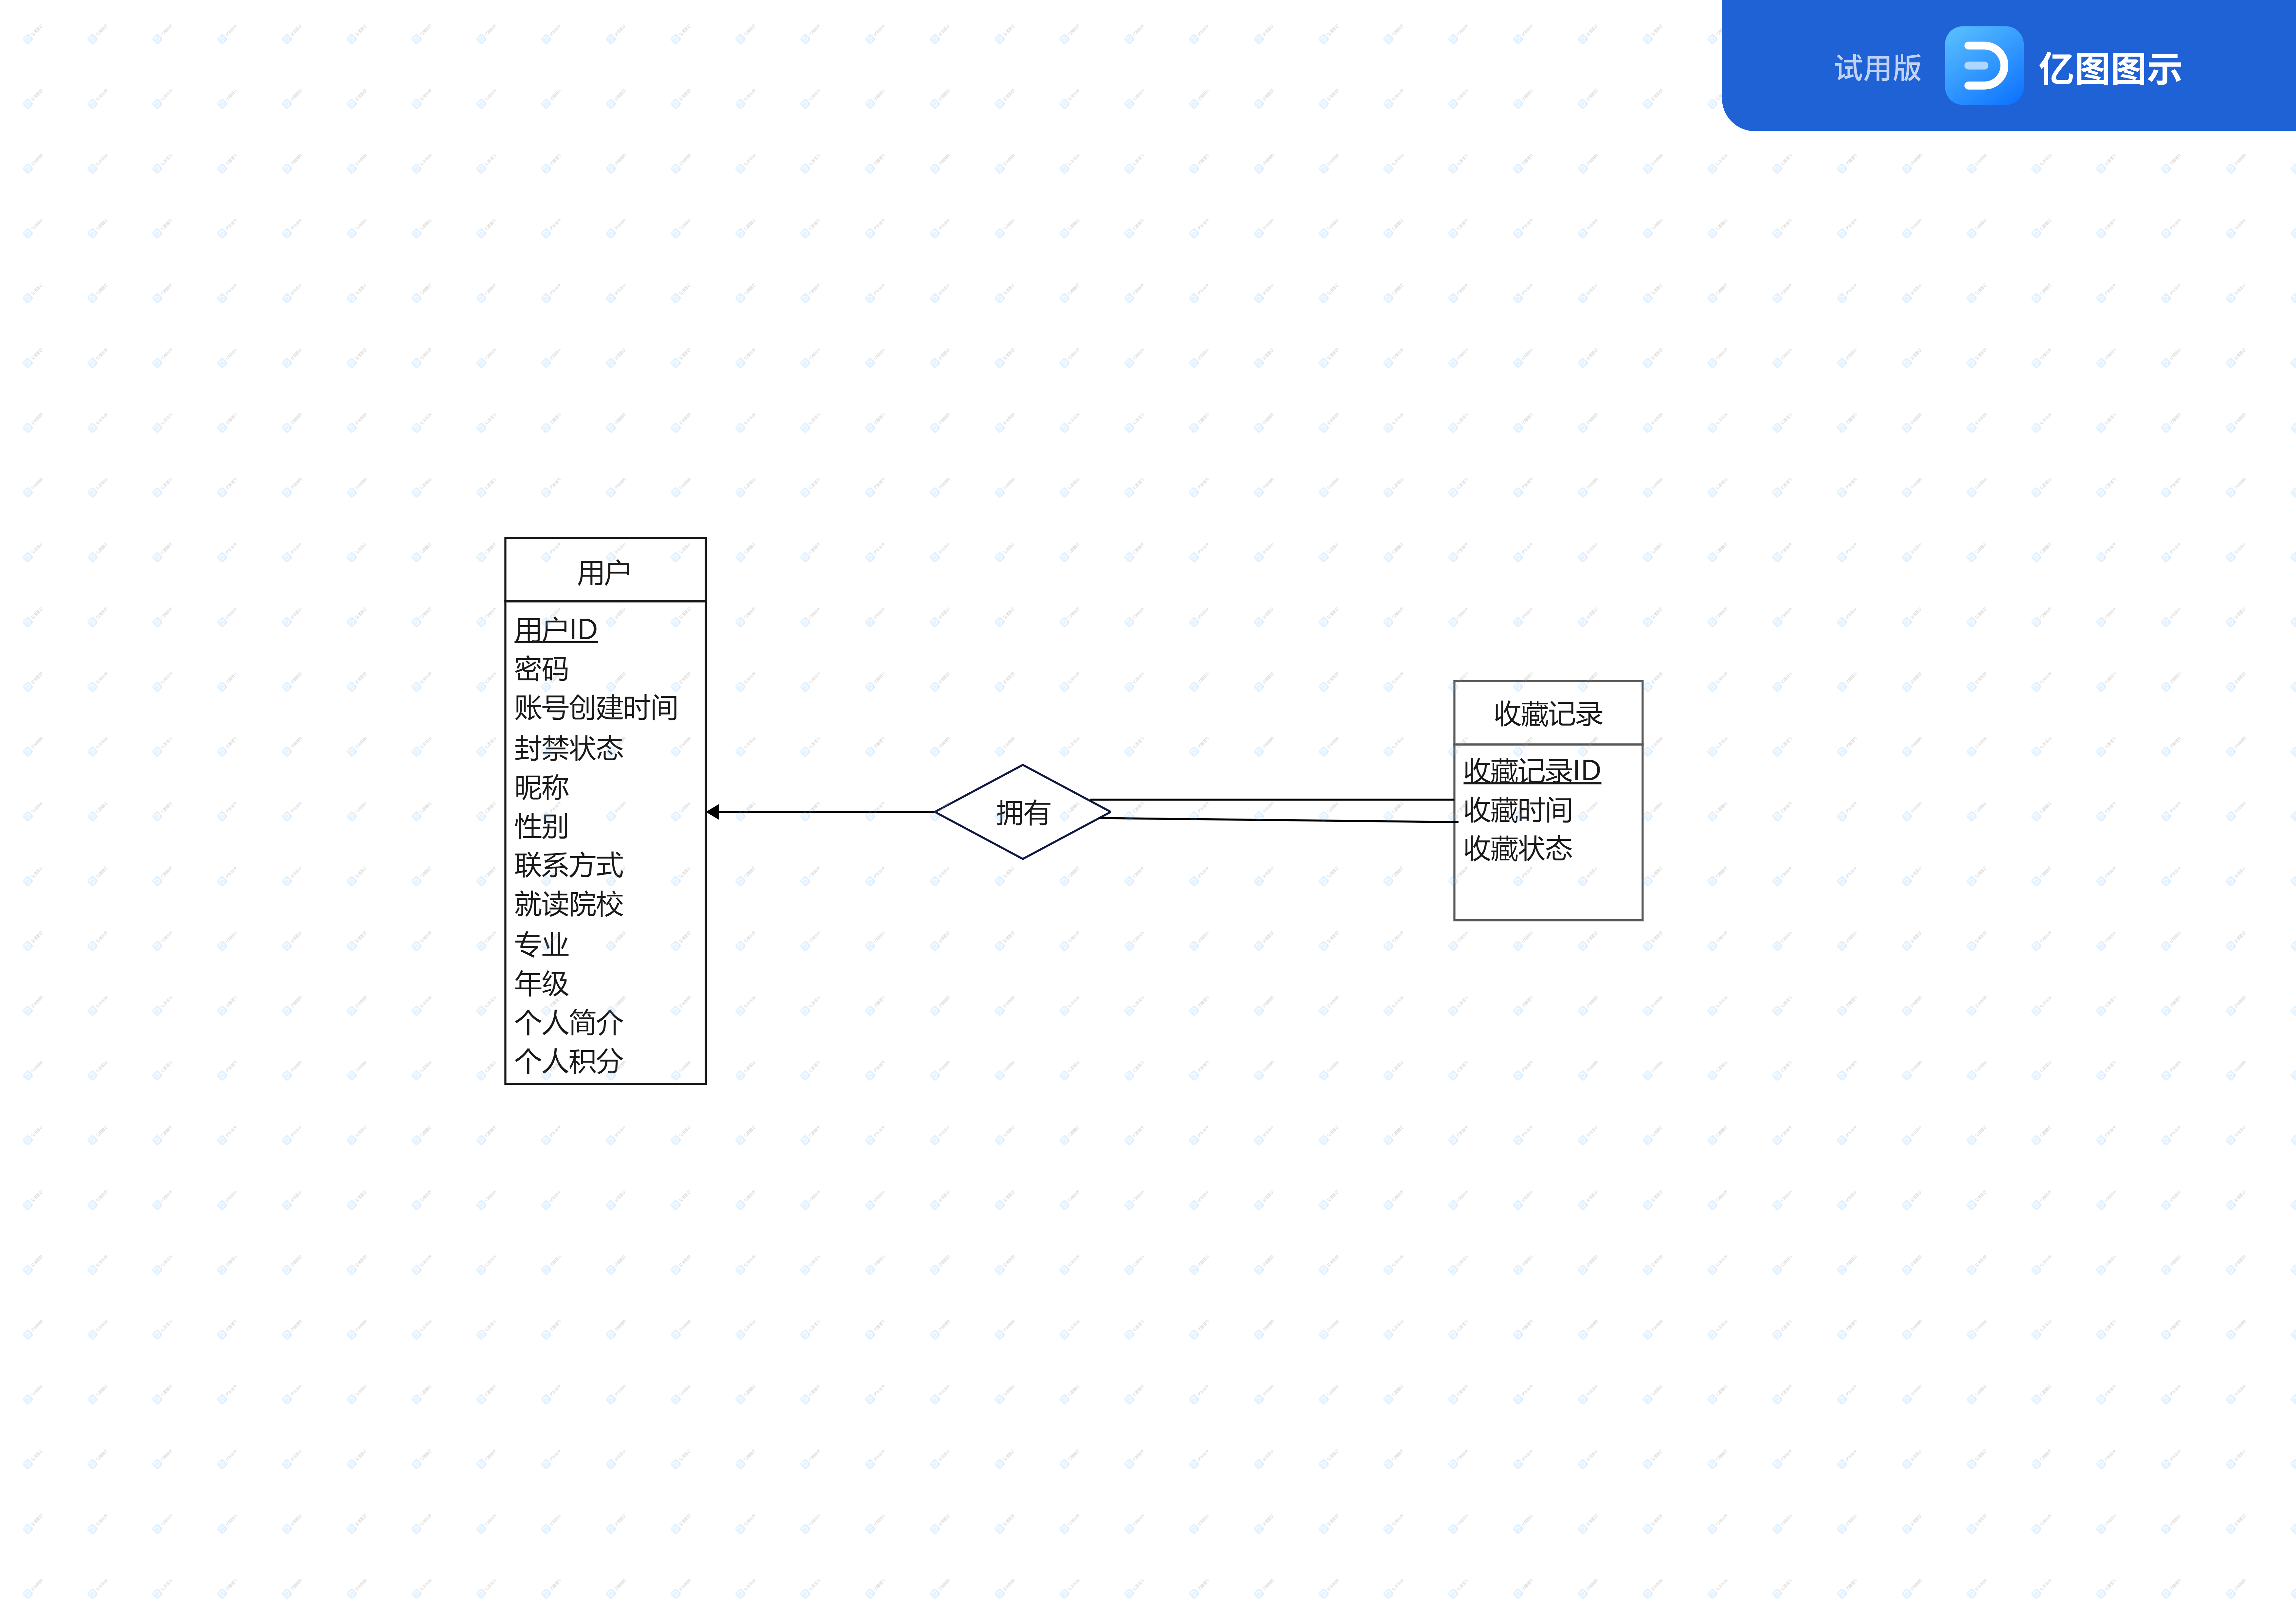 试用版 亿图图示
用户
用户ID
密码
账号创建时间
封禁状态
昵称
性别
联系方式
就读院校
专业
年级
个人简介
个人积分
拥有
收藏记录
收藏记录ID
收藏时间
收藏状态